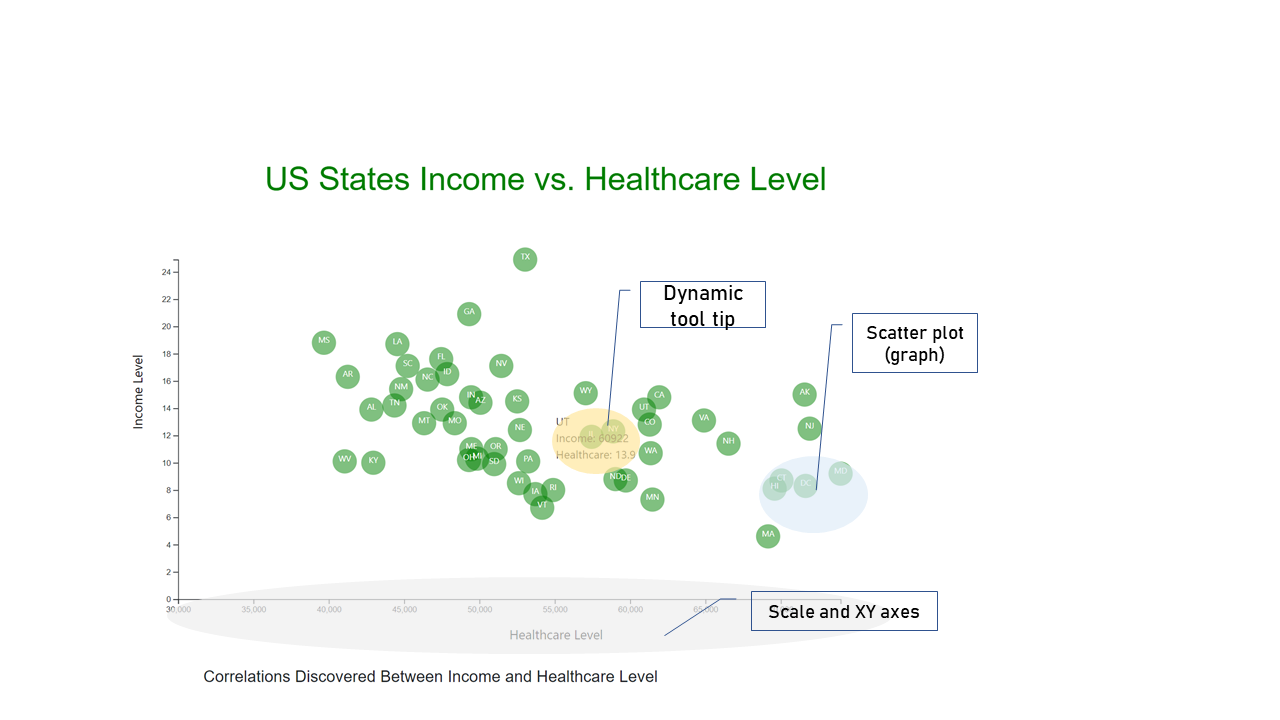 US States Income vs. Healthcare Level
TX
24
22
GA
20
MS
LA
18
FL
SC
NV
ID
AR
NC
16
NM
WY
AK
IN
CA
AZ
KS
14
TN
AL
OK
UT
MT
MO
CO
VA
NJ
NE
NY
12
IL
NH
ME
OR
WA
OH
MI
SD
PA
WV
KY
10
ND
DE
MD
WI
CT
HI
DC
8
IA
RI
VT
MN
6
MA
4
2
0
UT
Income: 60922
Healthcare: 13.9
Income Level
30,000
35,000
40,000
45,000
50,000
55,000
60,000
65,000
Healthcare Level
Dynamic
tool tip
Scatter plot
(graph)
Scale and XY axes
Correlations Discovered Between Income and Healthcare Level